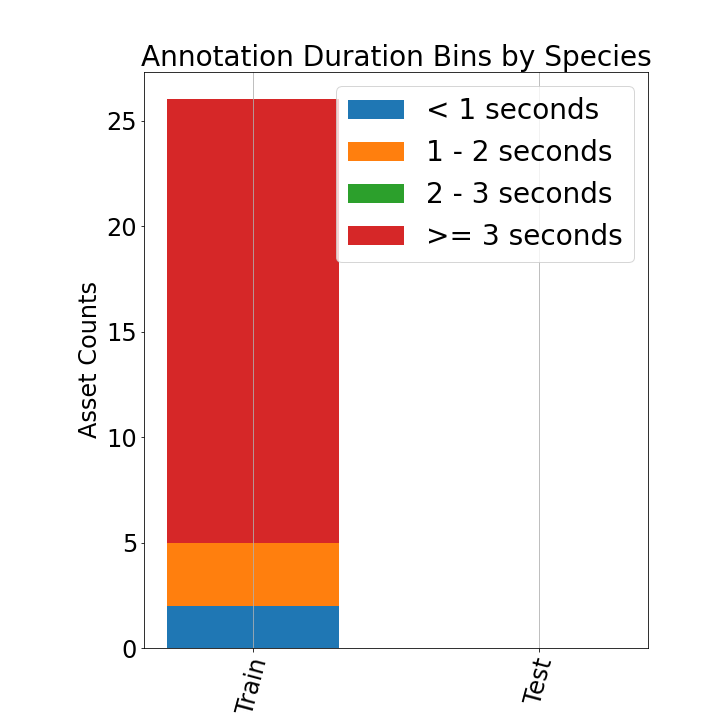 Annotation Duration Bins by Species
< 1 seconds
1 - 2 seconds
2 - 3 seconds
>= 3 seconds
Asset Counts
25
20
15
10
5
0
Train
Test